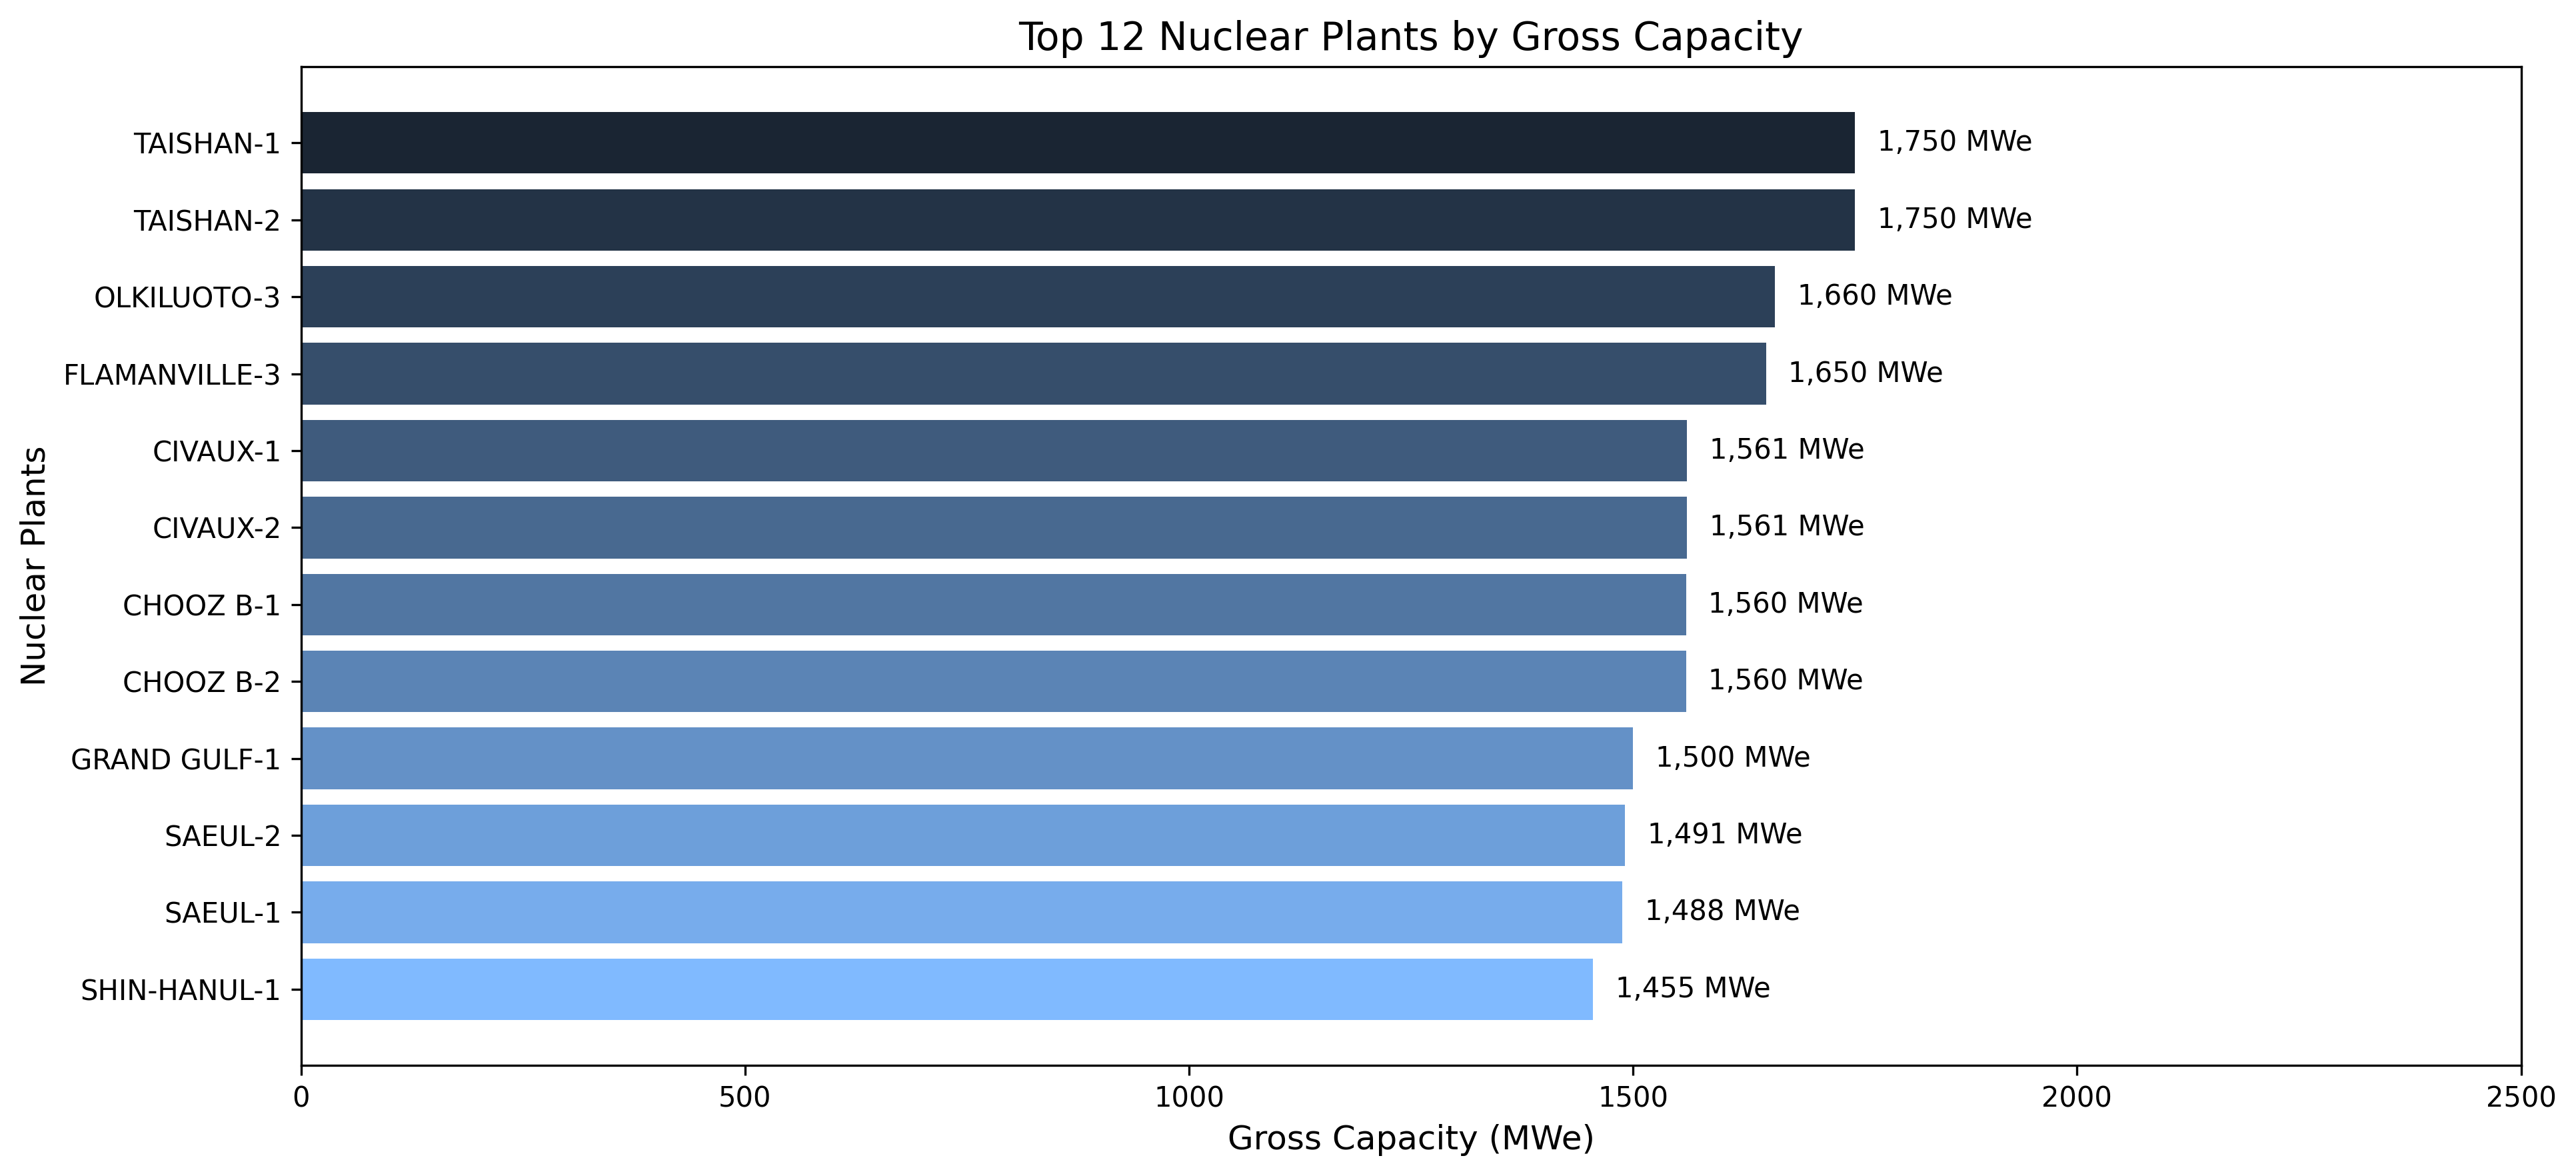 Top 12 Nuclear Plants by Gross Capacity
Nuclear Plants
TAISHAN-1 1,750 MWe
TAISHAN-2 1,750 MWe
OLKILUOTO-3 1,660 MWe
FLAMANVILLE-3 1,650 MWe
CIVAUX-1 1,561 MWe
CIVAUX-2 1,561 MWe
CHOOZ B-1 1,560 MWe
CHOOZ B-2 1,560 MWe
GRAND GULF-1 1,500 MWe
SAEUL-2 1,491 MWe
SAEUL-1 1,488 MWe
SHIN-HANUL-1 1,455 MWe
0 500 1000 1500 2000 2500
Gross Capacity (MWe)